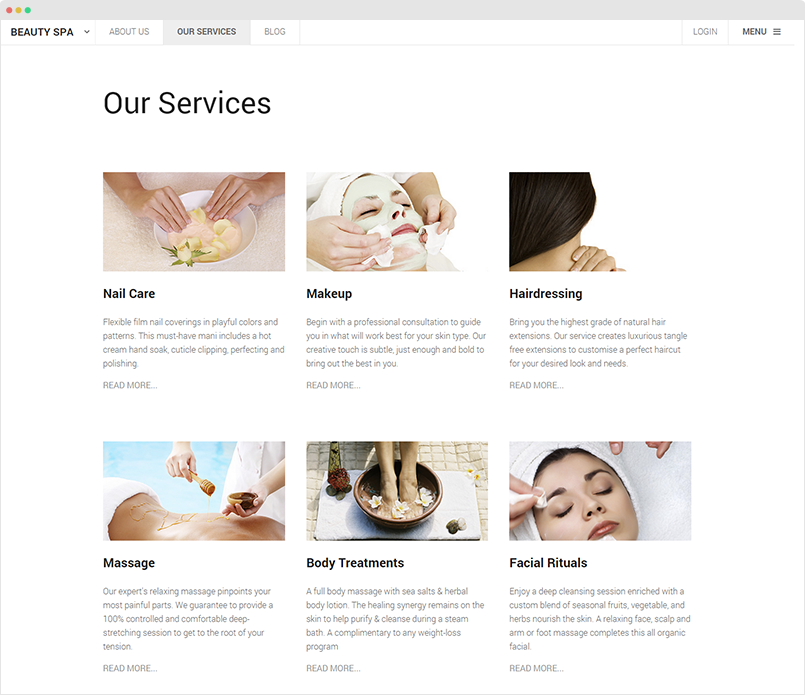 BEAUTY SPA
ABOUT US
OUR SERVICES
BLOG
LOGIN
MENU
Our Services
Nail Care
Flexible film nail coverings in playful colors and
patterns. This must-have mani includes a hot
cream hand soak, cuticle clipping, perfecting and
polishing.
READ MORE...
Makeup
Begin with a professional consultation to guide
you in what will work best for your skin type. Our
creative touch is subtle, just enough and bold to
bring out the best in you.
READ MORE...
Hairdressing
Bring you the highest grade of natural hair
extensions. Our service creates luxurious tangle
free extensions to customise a perfect haircut
for your desired look and needs.
READ MORE...
Massage
Our expert's relaxing massage pinpoints your
most painful parts. We guarantee to provide a
100% controlled and comfortable deep-
stretching session to get to the root of your
tension.
READ MORE...
Body Treatments
A full body massage with sea salts & herbal
body lotion. The healing synergy remains on the
skin to help purify & cleanse during a steam
bath. A complimentary to any weight-loss
program
READ MORE...
Facial Rituals
Enjoy a deep cleansing session enriched with a
custom blend of seasonal fruits, vegetable, and
herbs nourish the skin. A relaxing face, scalp and
arm or foot massage completes this all organic
facial.
READ MORE...